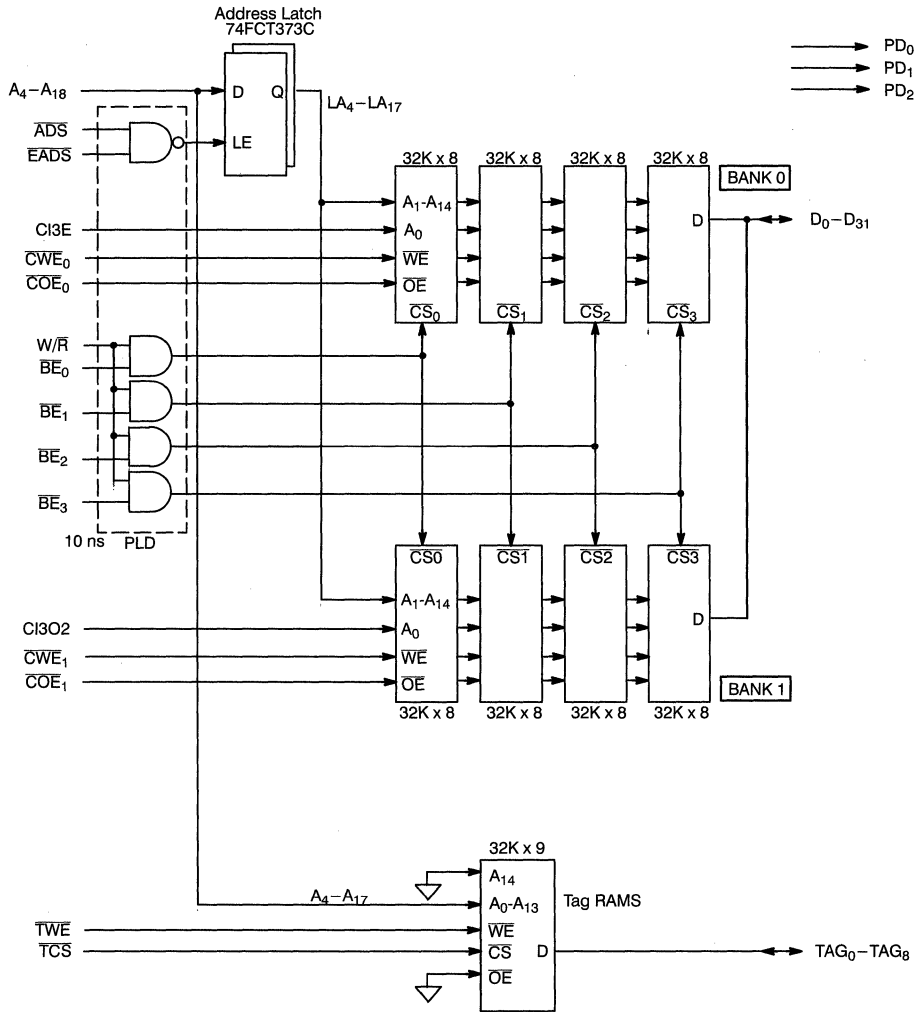 Address Latch
74FCT373C
A4–A18
D
Q
LA4–LA17
PD0
PD1
PD2
ADS
EADS
LE
32K x 8
32K x 8
32K x 8
32K x 8
BANK 0
A1-A14
CI3E
A0
D
D0–D31
CWE0
WE
COE0
OE
CS0
CS1
CS2
CS3
W/R
BE0
BE1
BE2
BE3
10 ns
PLD
CS0
CS1
CS2
CS3
A1-A14
CI3O2
A0
D
CWE1
WE
COE1
OE
BANK 1
32K x 8
32K x 8
32K x 8
32K x 8
32K x 9
A14
A4–A17
A0-A13
Tag RAMS
TWE
WE
TCS
CS
D
TAG0–TAG8
OE